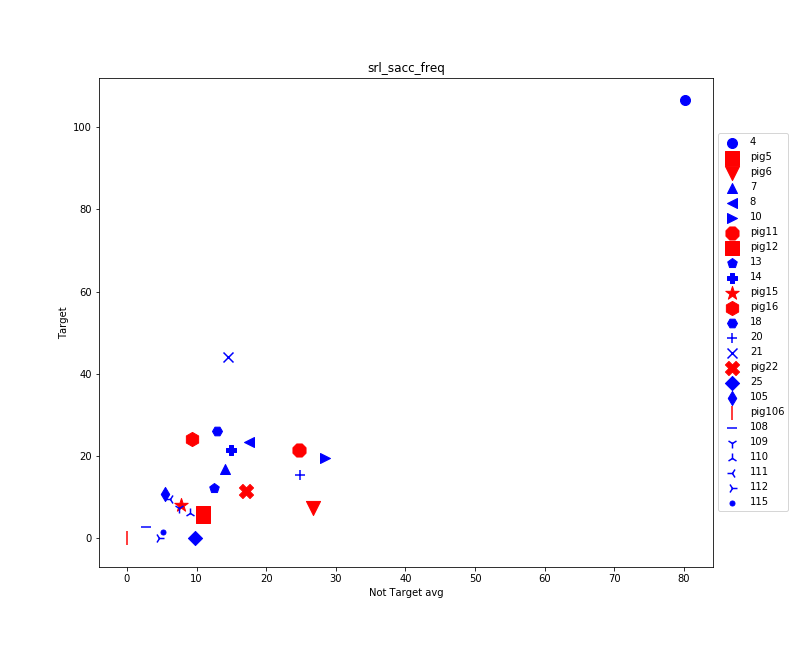 srl_sacc_freq
Target
100
80
60
40
20
0
0 10 20 30 40 50 60 70 80
Not Target avg
4
pig5
pig6
7
8
10
pig11
pig12
13
14
pig15
pig16
18
20
21
pig22
25
105
pig106
108
109
110
111
112
115